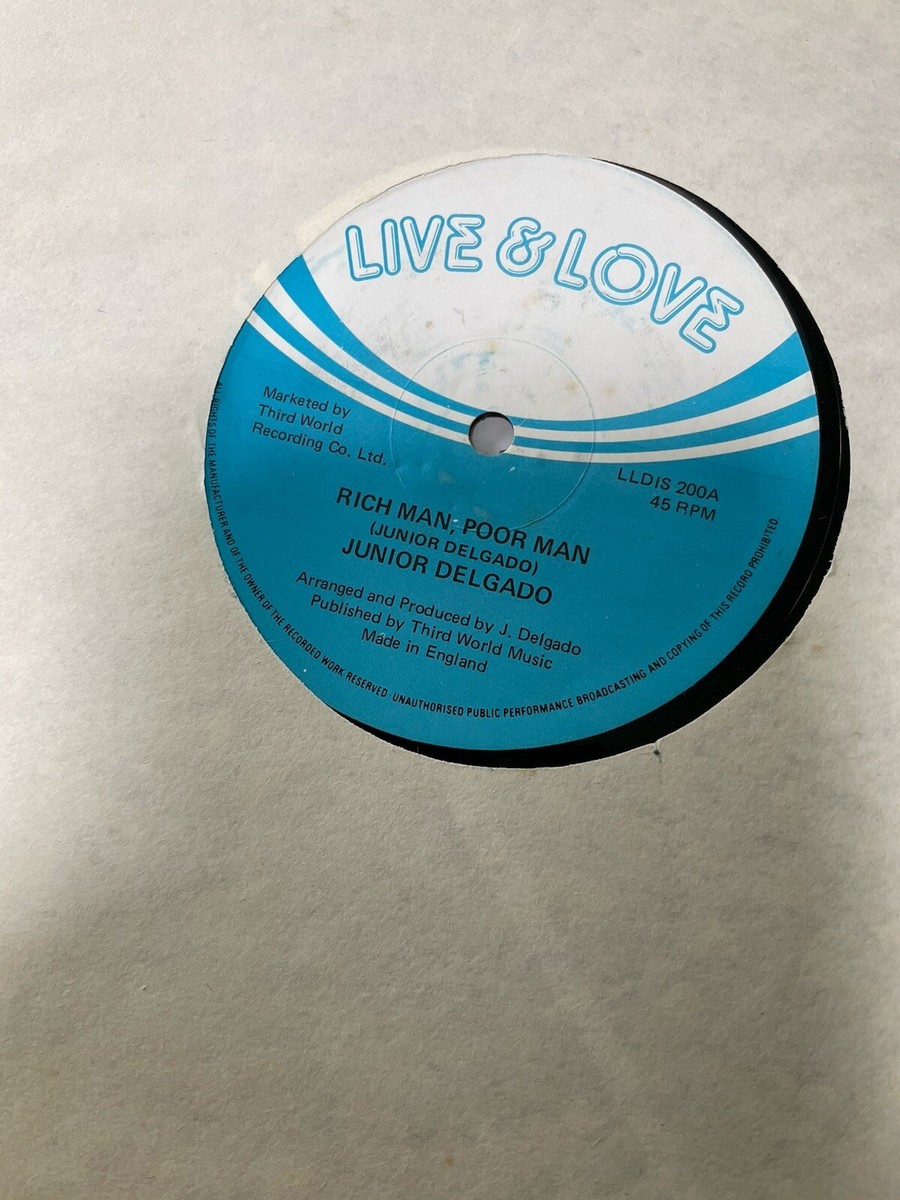 LIVE & LOVE
Marketed by
Third World
Recording Co. Ltd.
LLDIS 200A
45 RPM
RICH MAN, POOR MAN
(JUNIOR DELGADO)
JUNIOR DELGADO
Arranged and Produced by J. Delgado
Published by Third World Music
Made in England
ALL RIGHTS OF THE MANUFACTURER AND OF THE OWNER OF THE RECORDED WORK RESERVED · UNAUTHORISED PUBLIC PERFORMANCE BROADCASTING AND COPYING OF THIS RECORD PROHIBITED